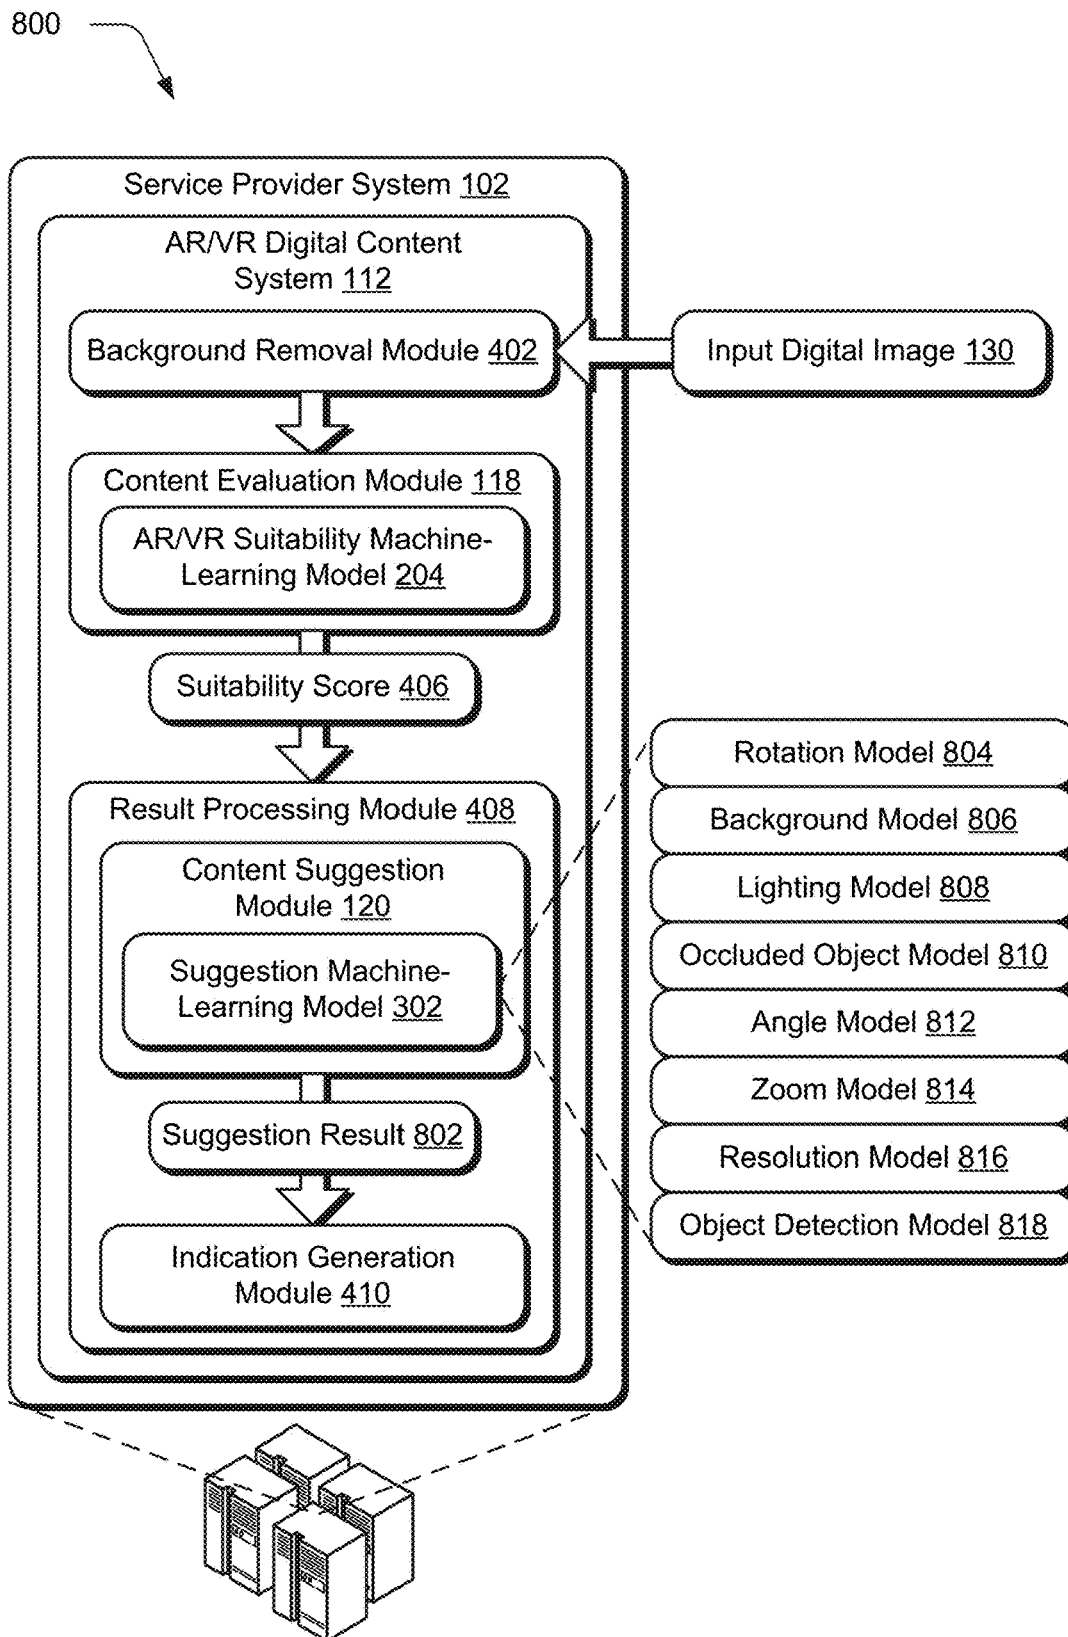 800
Service Provider System 102
AR/VR Digital Content
System 112
Background Removal Module 402
Input Digital Image 130
Content Evaluation Module 118
AR/VR Suitability Machine-
Learning Model 204
Suitability Score 406
Result Processing Module 408
Content Suggestion
Module 120
Suggestion Machine-
Learning Model 302
Suggestion Result 802
Indication Generation
Module 410
Rotation Model 804
Background Model 806
Lighting Model 808
Occluded Object Model 810
Angle Model 812
Zoom Model 814
Resolution Model 816
Object Detection Model 818